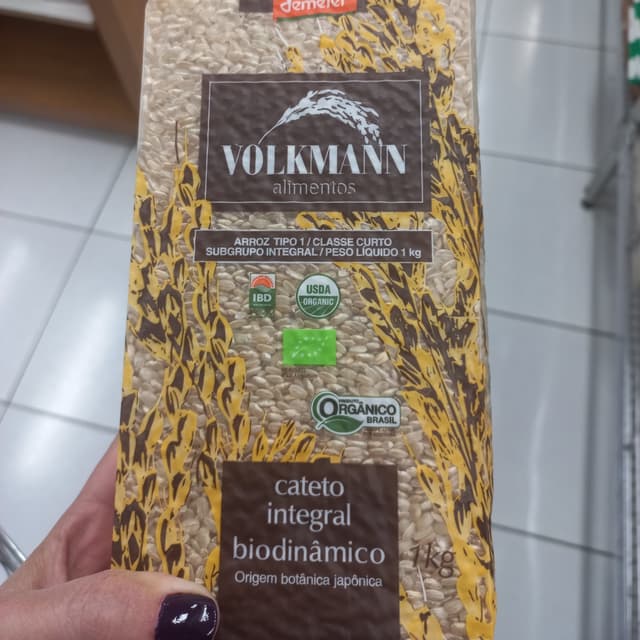 demeter
VOLKMANN
alimentos
ARROZ TIPO 1 / CLASSE CURTO
SUBGRUPO INTEGRAL / PESO LÍQUIDO 1 kg
IBD
USDA
ORGANIC
PRODUTO
ORGÂNICO
BRASIL
cateto
integral
biodinâmico
1kg
Origem botânica japônica